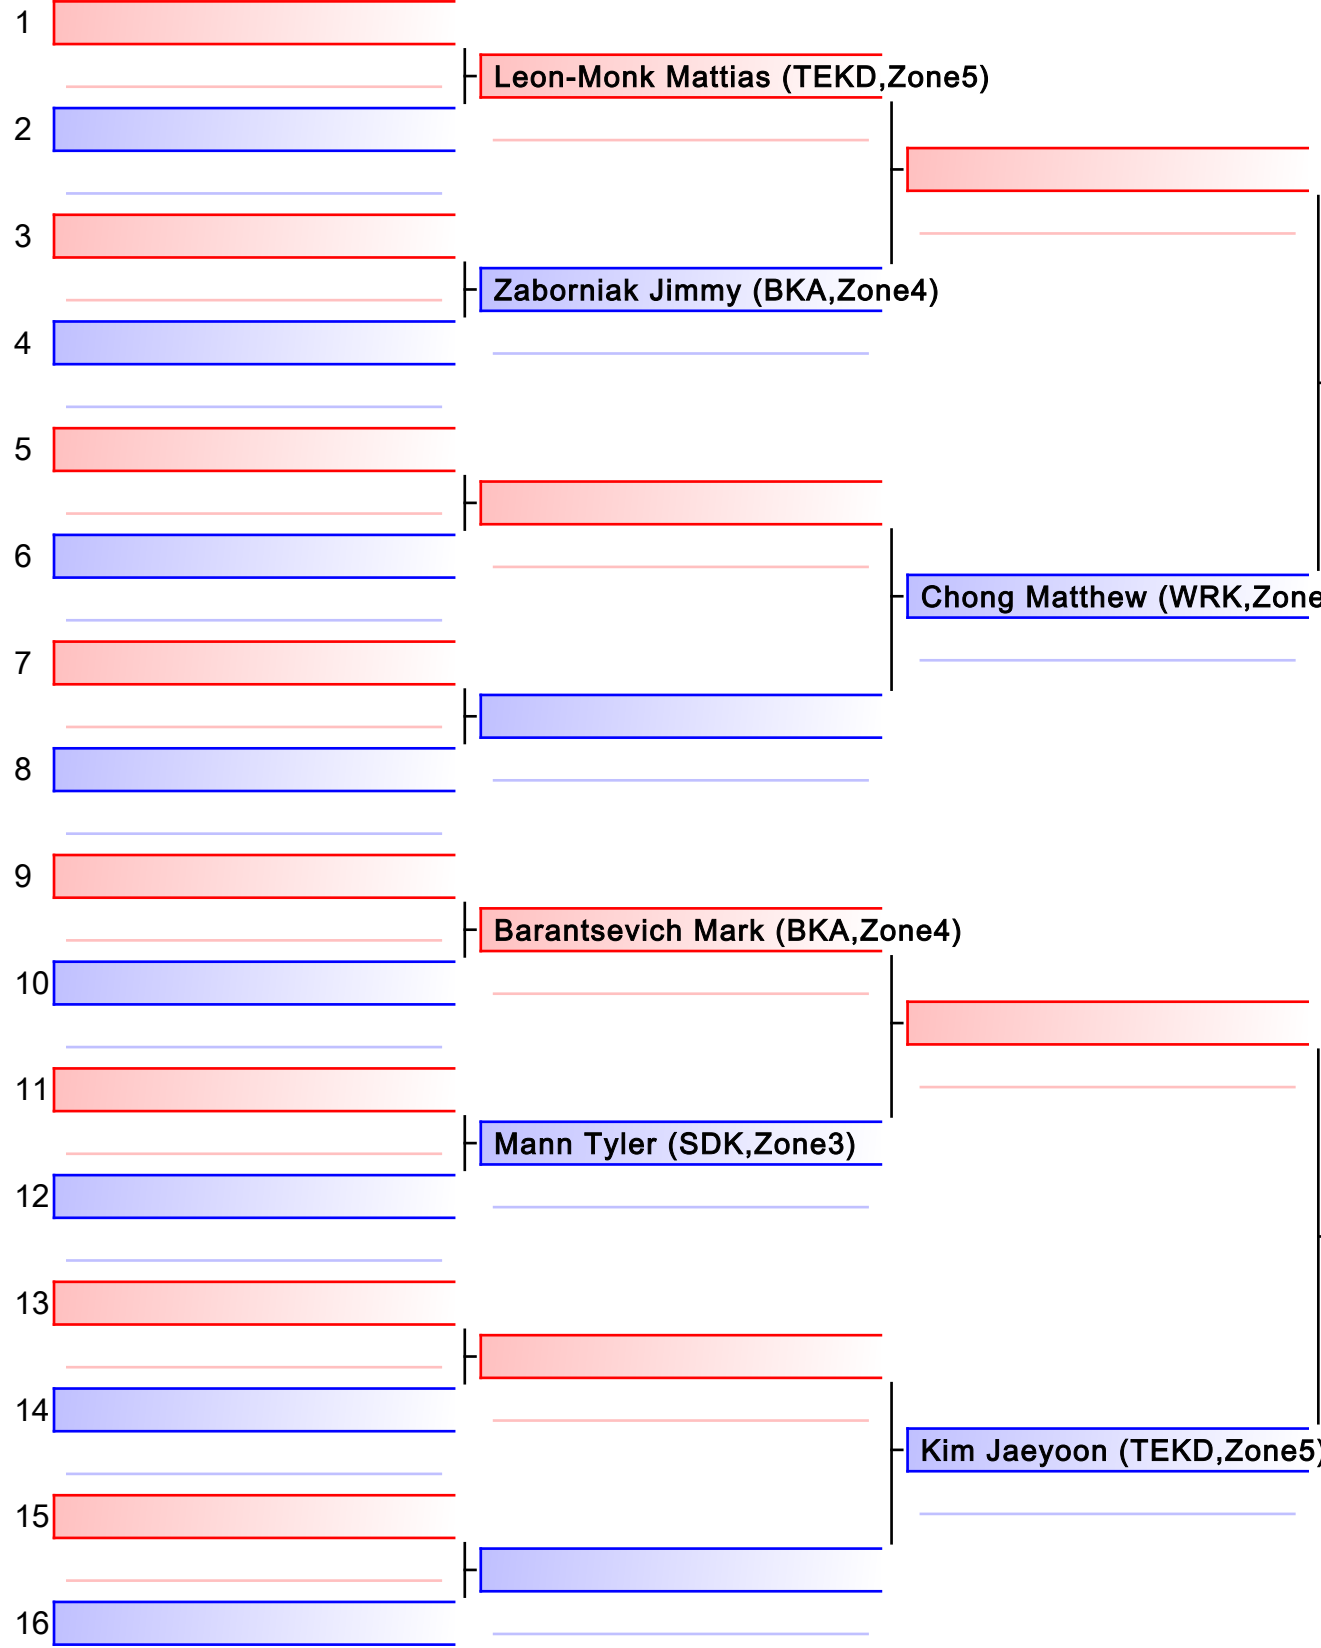 1
Leon-Monk Mattias (TEKD,Zone5)
2
3
Zaborniak Jimmy (BKA,Zone4)
4
5
6
Chong Matthew (WRK,Zone
7
8
9
Barantsevich Mark (BKA,Zone4)
10
11
Mann Tyler (SDK,Zone3)
12
13
14
Kim Jaeyoon (TEKD,Zone5)
15
16